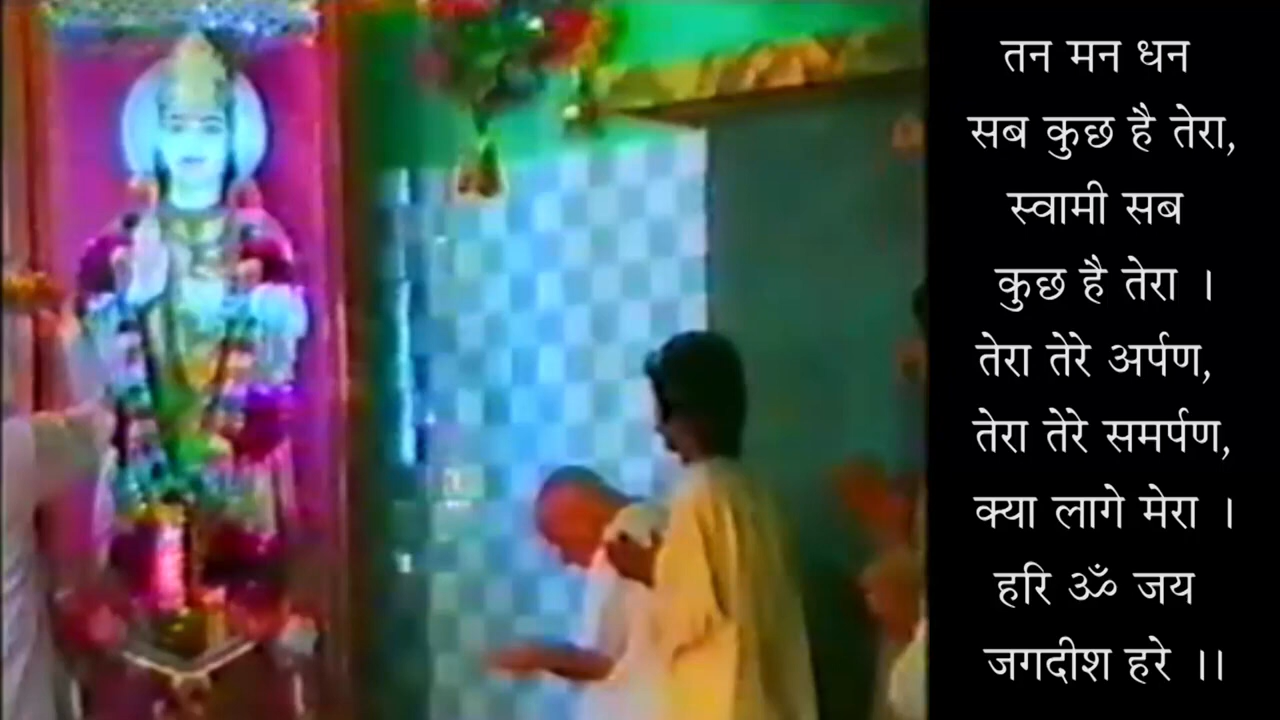 तन मन धन
सब कुछ है तेरा,
स्वामी सब
कुछ है तेरा ।
तेरा तेरे अर्पण,
तेरा तेरे समर्पण,
क्या लागे मेरा ।
हरि ॐ जय
जगदीश हरे ।।